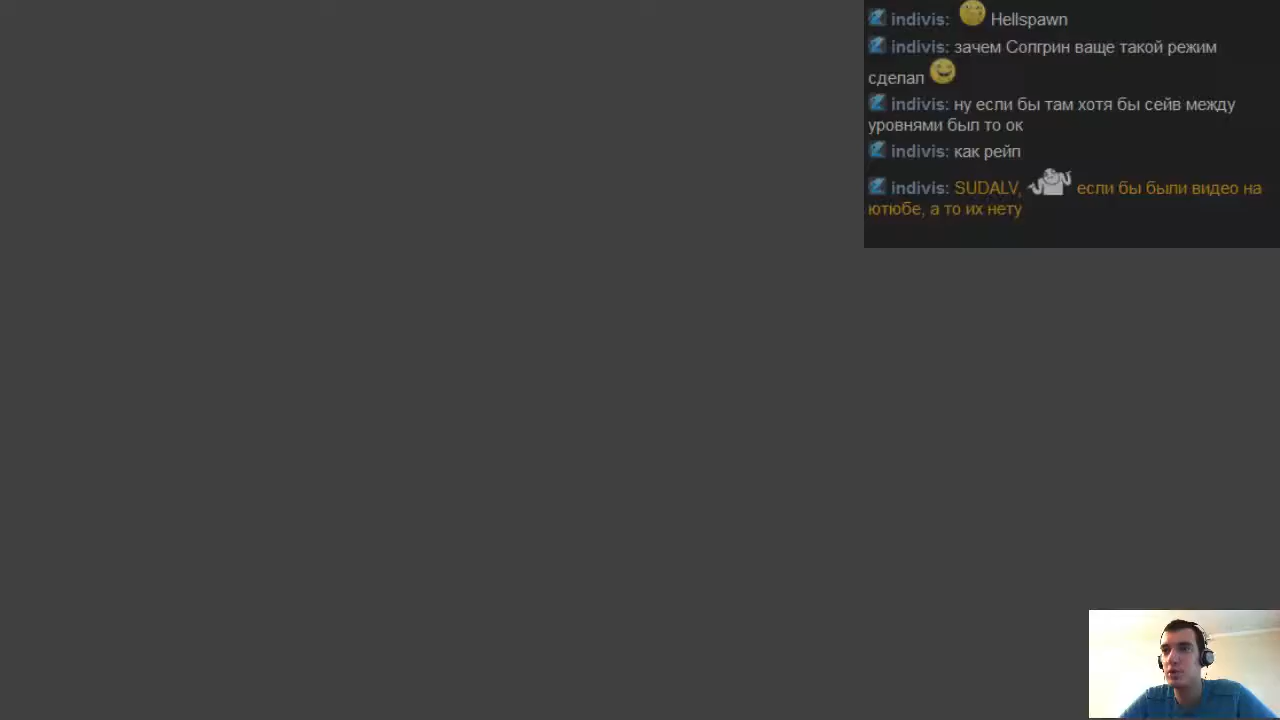 indivis: Hellspawn
indivis: зачем Солгрин ваще такой режим
сделал
indivis: ну если бы там хотя бы сейв между
уровнями был то ок
indivis: как рейп
indivis: SUDALV, если бы были видео на
ютюбе, а то их нету